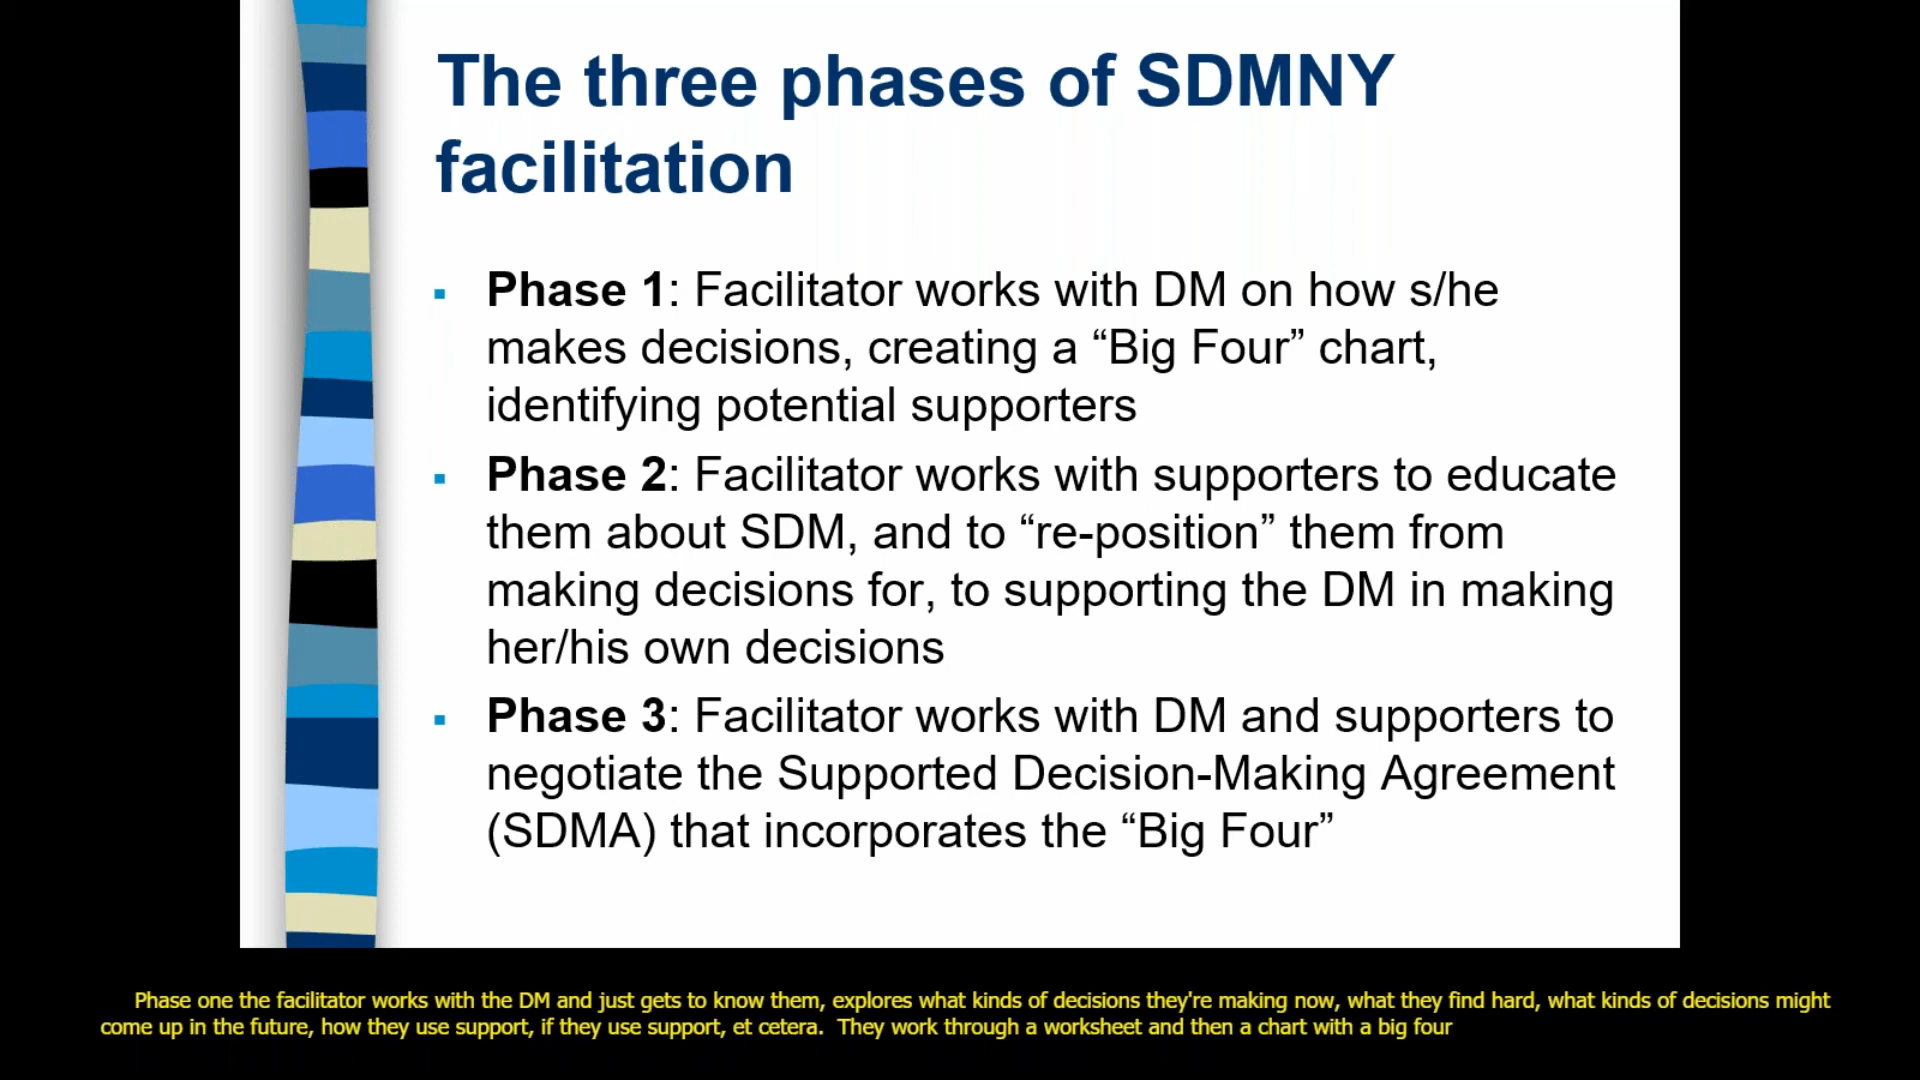 The three phases of SDMNY
facilitation
▪ Phase 1: Facilitator works with DM on how s/he
makes decisions, creating a “Big Four” chart,
identifying potential supporters
▪ Phase 2: Facilitator works with supporters to educate
them about SDM, and to “re-position” them from
making decisions for, to supporting the DM in making
her/his own decisions
▪ Phase 3: Facilitator works with DM and supporters to
negotiate the Supported Decision-Making Agreement
(SDMA) that incorporates the “Big Four”
Phase one the facilitator works with the DM and just gets to know them, explores what kinds of decisions they're making now, what they find hard, what kinds of decisions might
come up in the future, how they use support, if they use support, et cetera.  They work through a worksheet and then a chart with a big four